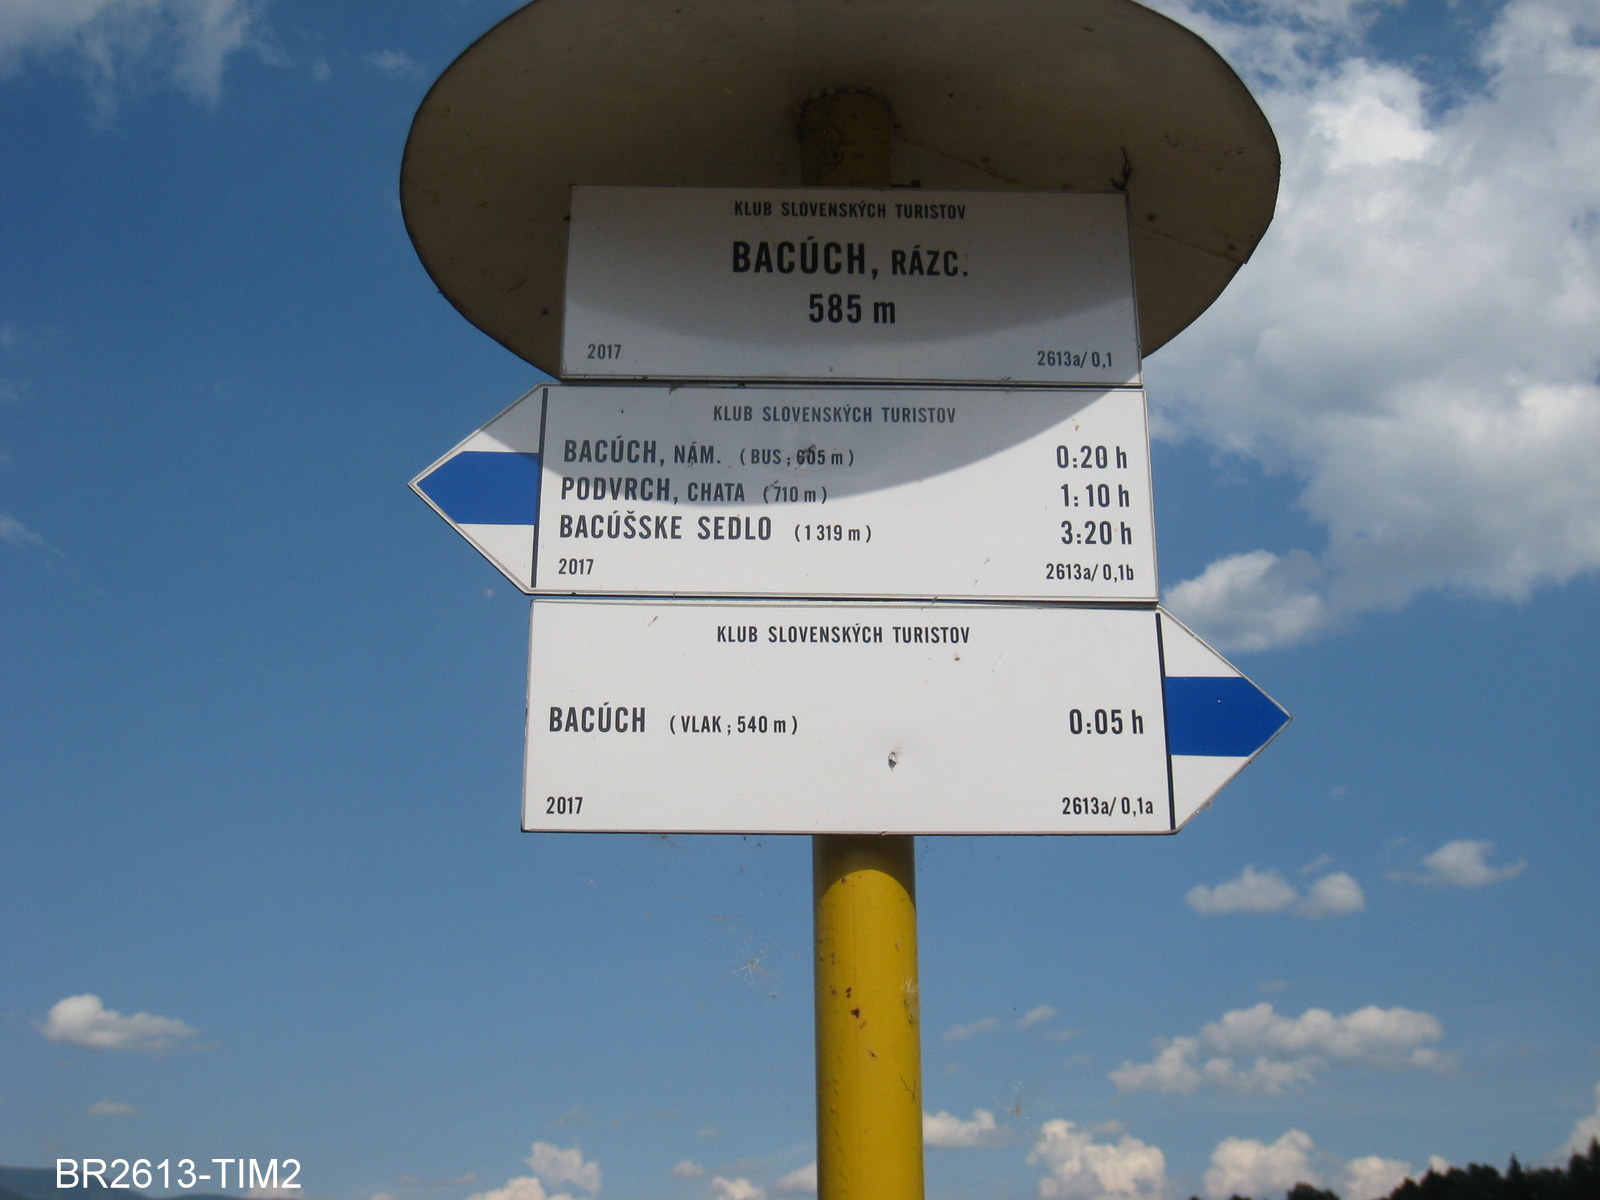 KLUB SLOVENSKÝCH TURISTOV
BACÚCH, RÁZC.
585 m
2017 2613a/ 0,1
KLUB SLOVENSKÝCH TURISTOV
BACÚCH, NÁM. (BUS ; 605 m) 0:20 h
PODVRCH, CHATA (710 m) 1:10 h
BACÚŠSKE SEDLO (1 319 m) 3:20 h
2017 2613a/ 0,1b
KLUB SLOVENSKÝCH TURISTOV
BACÚCH (VLAK ; 540 m) 0:05 h
2017 2613a/ 0,1a
BR2613-TIM2